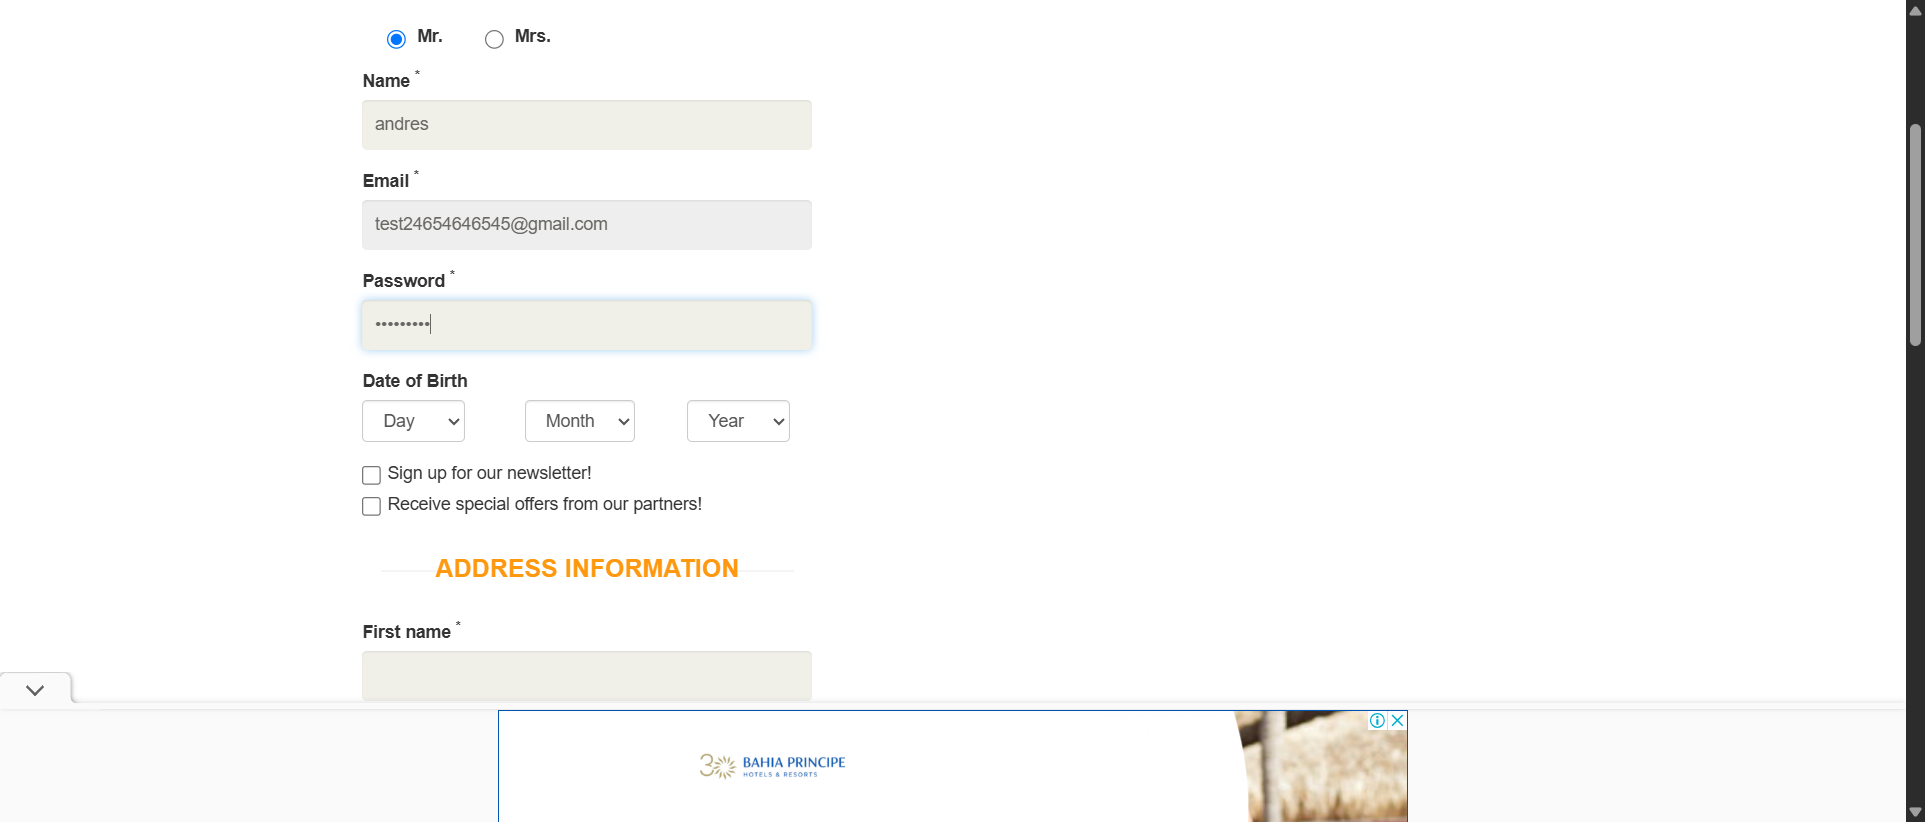 Mr. Mrs.
Name *
andres
Email *
test24654646545@gmail.com
Password *
•••••••••
Date of Birth
Day Month Year
Sign up for our newsletter!
Receive special offers from our partners!
ADDRESS INFORMATION
First name *
30 BAHIA PRINCIPE
HOTELS & RESORTS